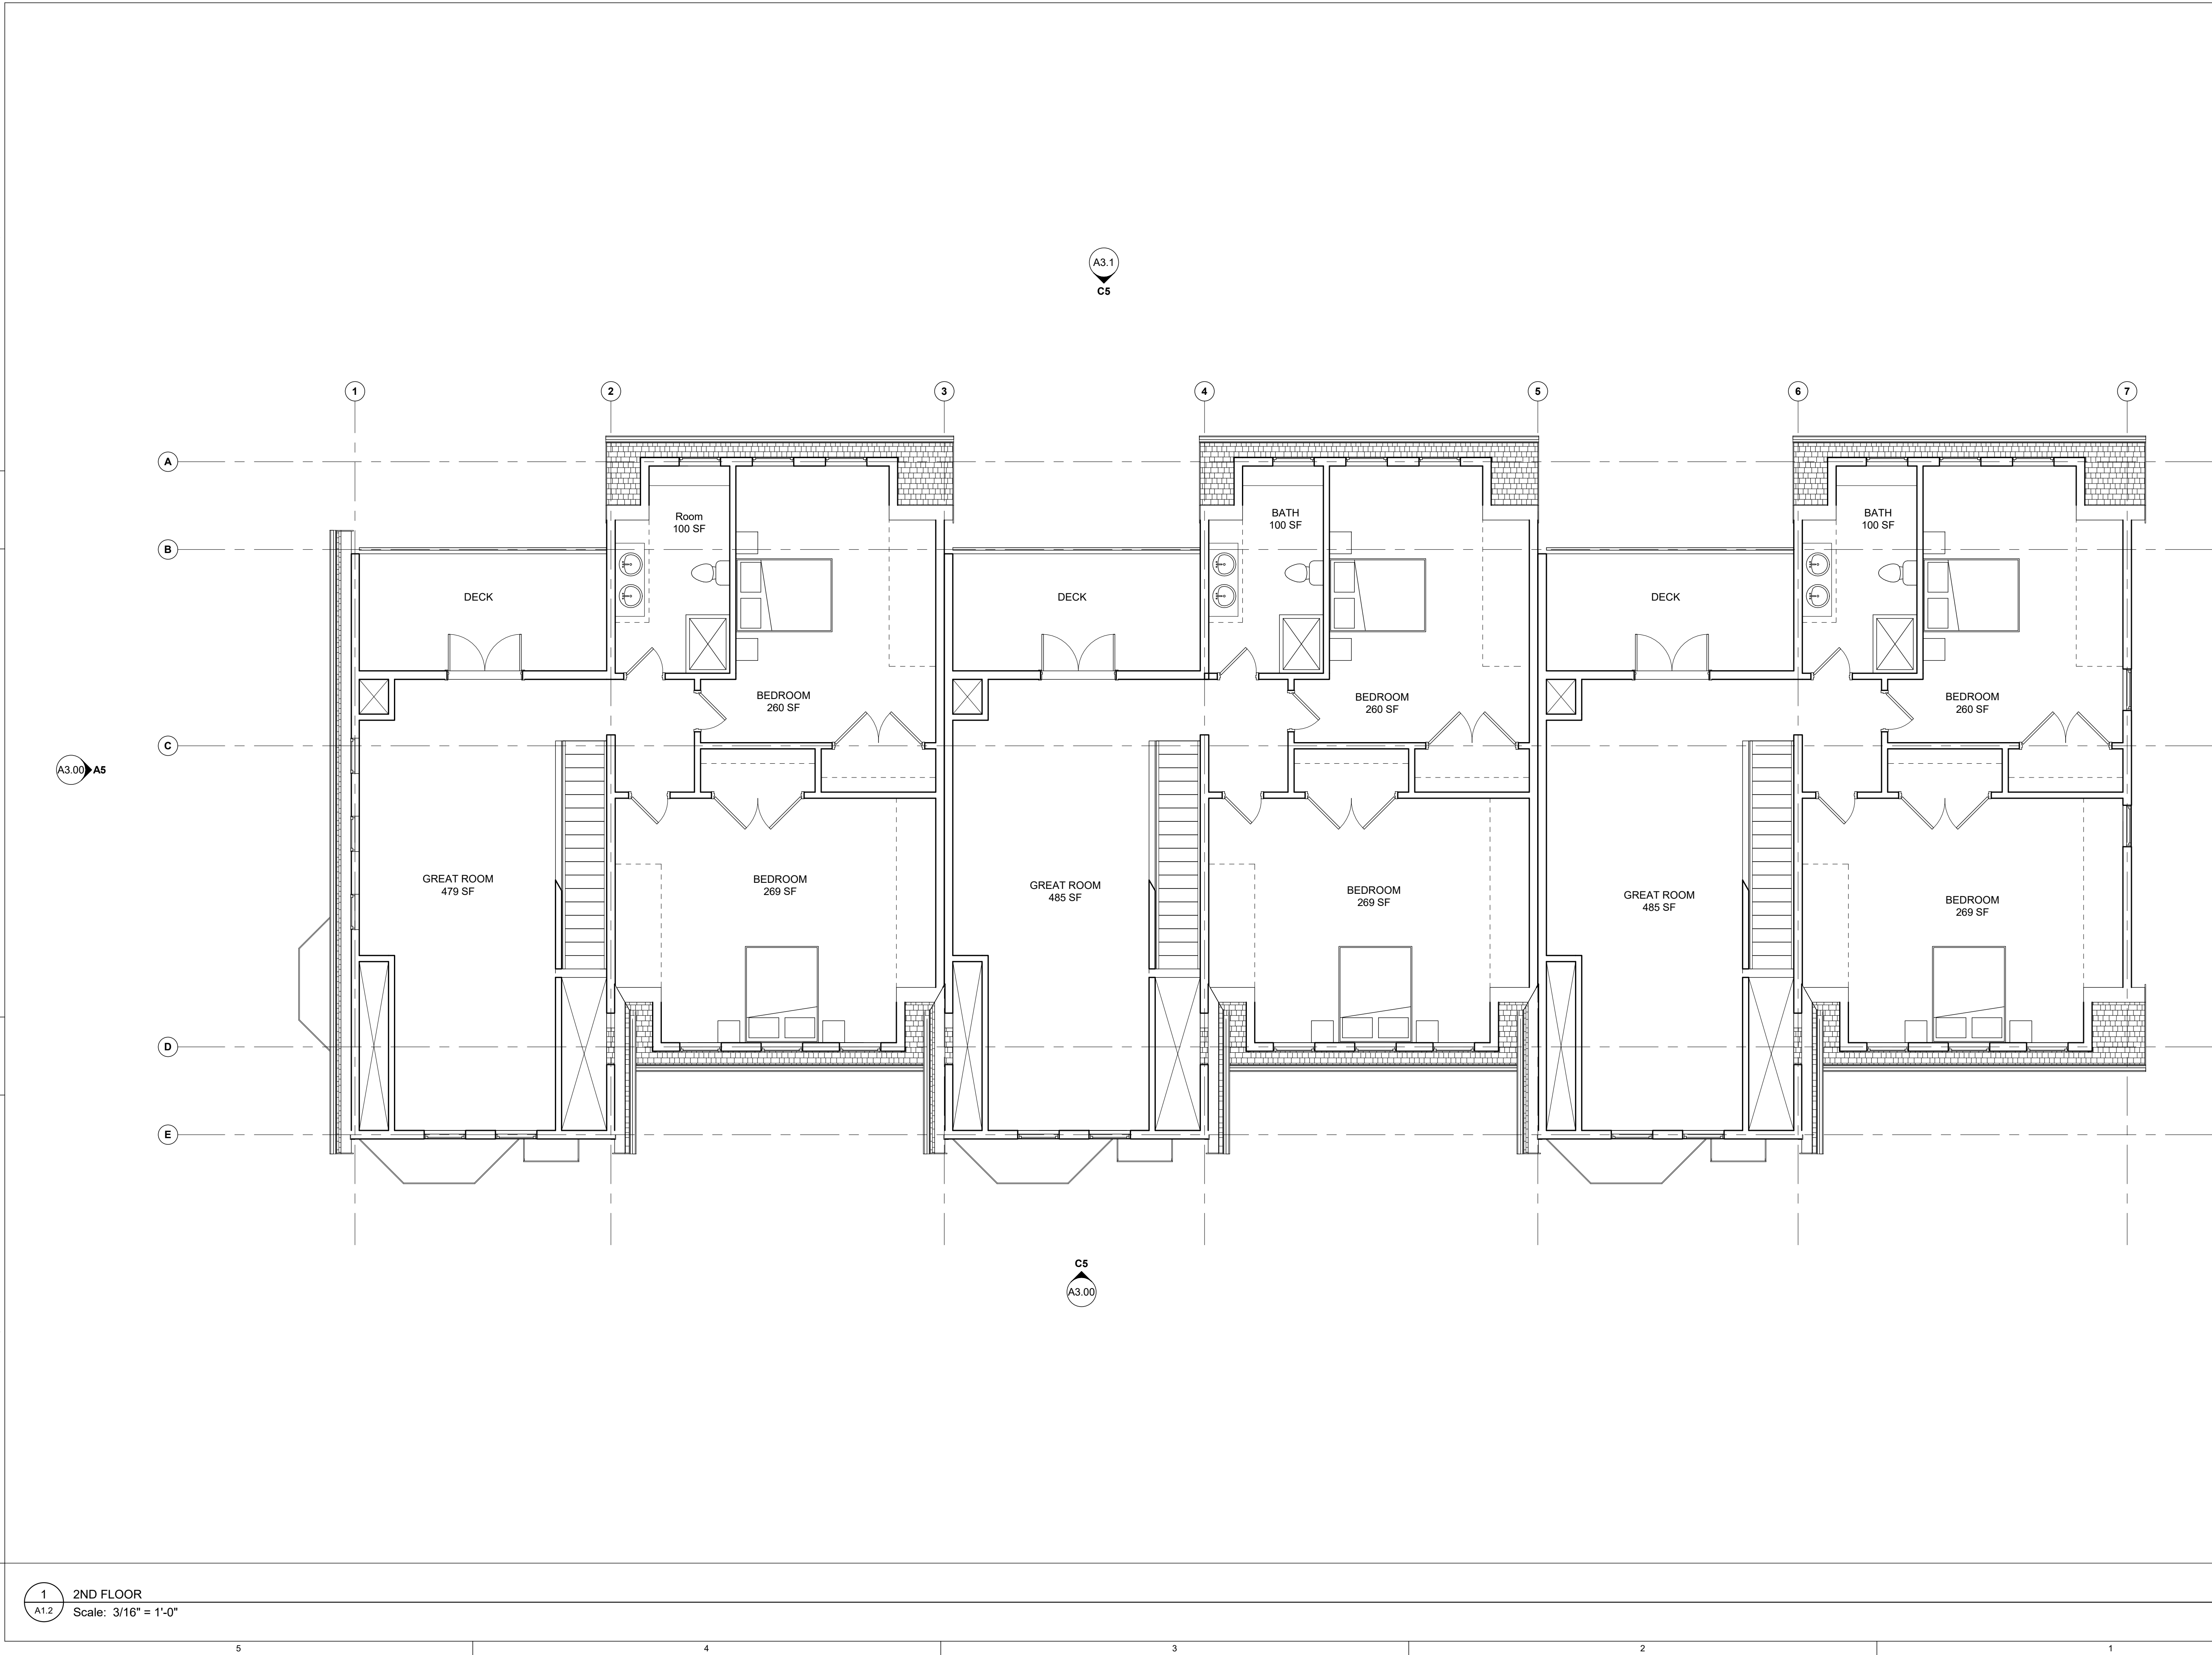 A3.1
C5
1
2
3
4
5
6
7
A
Room
100 SF
BATH
100 SF
BATH
100 SF
B
DECK
DECK
DECK
BEDROOM
260 SF
BEDROOM
260 SF
BEDROOM
260 SF
C
A3.00
A5
GREAT ROOM
479 SF
BEDROOM
269 SF
GREAT ROOM
485 SF
BEDROOM
269 SF
GREAT ROOM
485 SF
BEDROOM
269 SF
D
E
C5
A3.00
1
A1.2
2ND FLOOR
Scale: 3/16" = 1'-0"
5
4
3
2
1